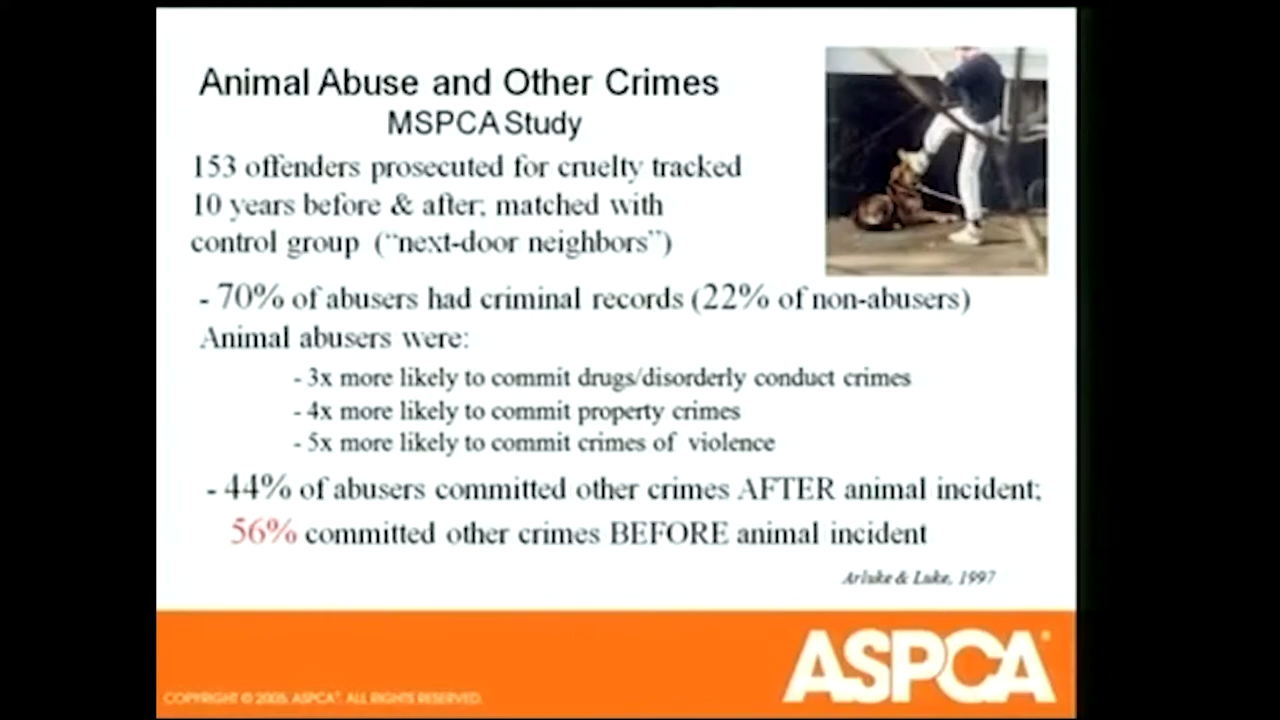 Animal Abuse and Other Crimes
MSPCA Study
153 offenders prosecuted for cruelty tracked
10 years before & after; matched with
control group ("next-door neighbors")
- 70% of abusers had criminal records (22% of non-abusers)
Animal abusers were:
- 3x more likely to commit drugs/disorderly conduct crimes
- 4x more likely to commit property crimes
- 5x more likely to commit crimes of violence
- 44% of abusers committed other crimes AFTER animal incident;
56% committed other crimes BEFORE animal incident
Arluke & Luke, 1997
ASPCA®
COPYRIGHT © 2005. ASPCA®. ALL RIGHTS RESERVED.